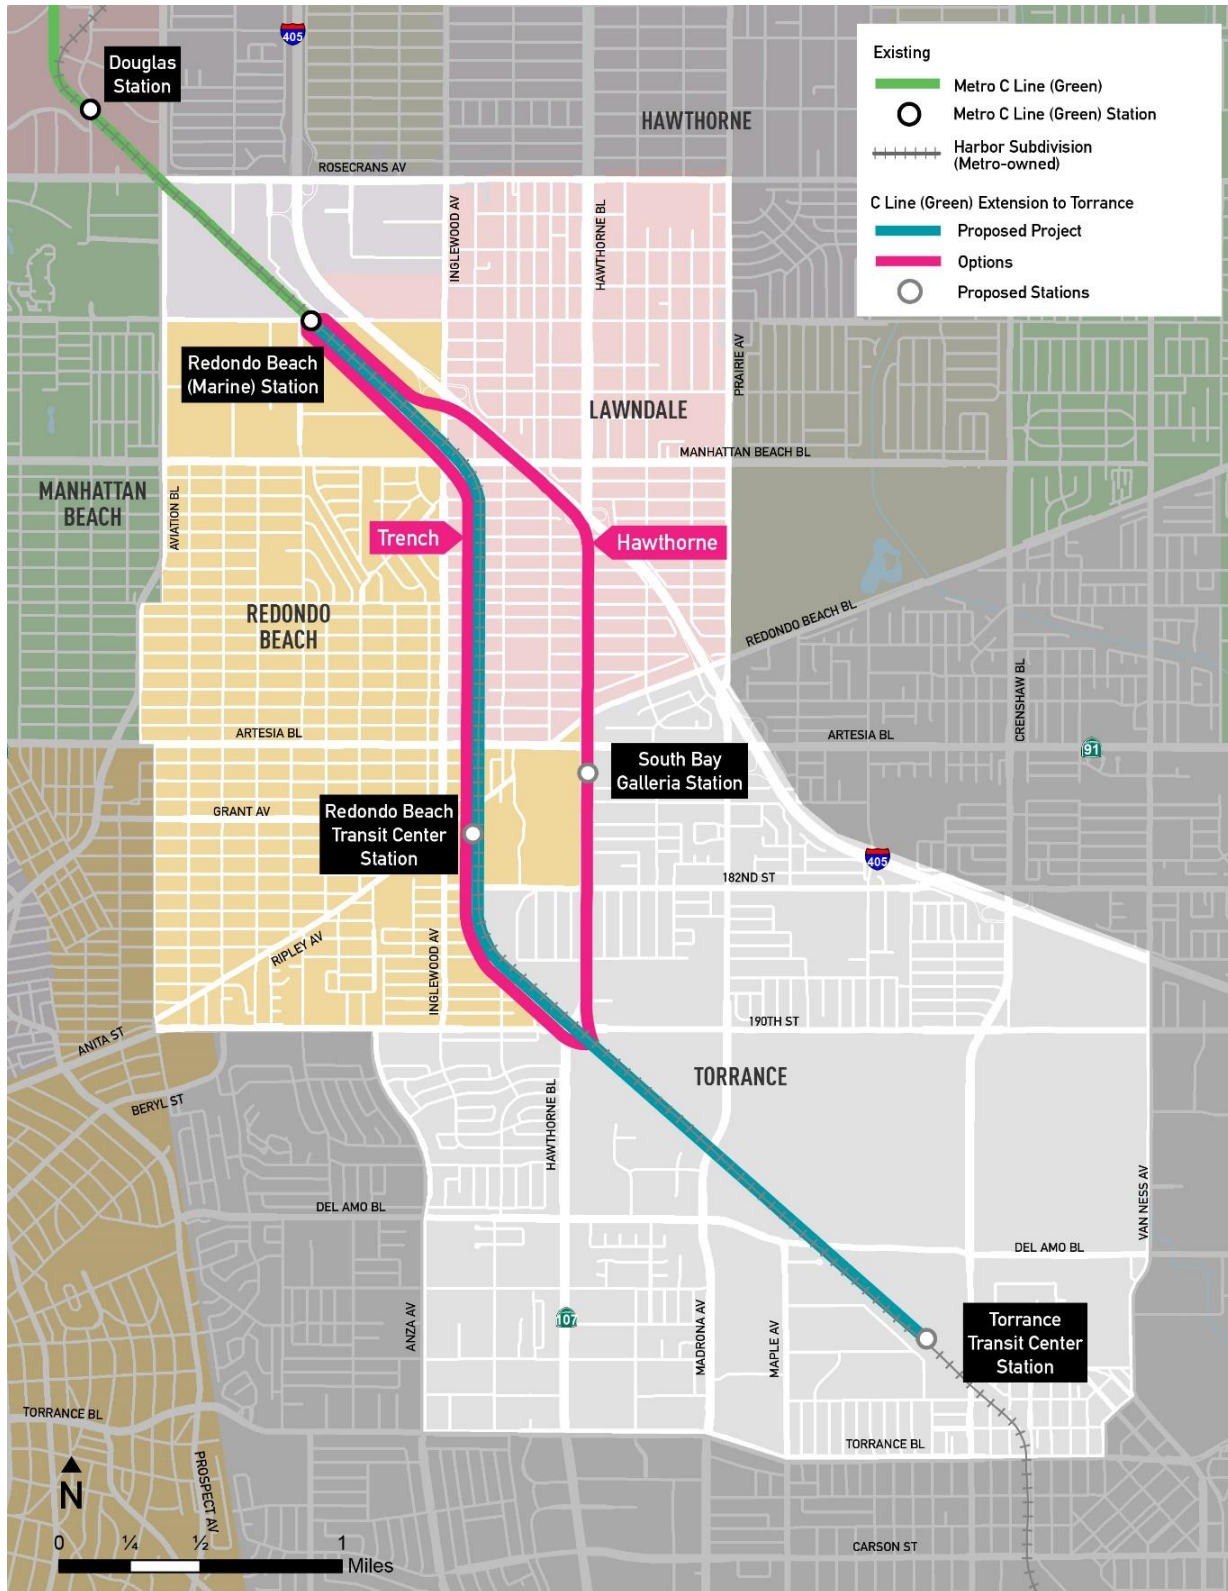 405
Douglas
Station
Existing
Metro C Line (Green)
Metro C Line (Green) Station
Harbor Subdivision
(Metro-owned)
C Line (Green) Extension to Torrance
Proposed Project
Options
Proposed Stations
HAWTHORNE
ROSECRANS AV
INGLEWOOD AV
HAWTHORNE BL
PRAIRIE AV
Redondo Beach
(Marine) Station
LAWNDALE
MANHATTAN BEACH BL
MANHATTAN
BEACH
AVIATION BL
Trench
Hawthorne
REDONDO
BEACH
REDONDO BEACH BL
CRENSHAW BL
ARTESIA BL
ARTESIA BL
91
South Bay
Galleria Station
GRANT AV
Redondo Beach
Transit Center
Station
405
182ND ST
RIPLEY AV
INGLEWOOD AV
190TH ST
ANITA ST
TORRANCE
BERYL ST
HAWTHORNE BL
VAN NESS AV
DEL AMO BL
DEL AMO BL
ANZA AV
107
MADRONA AV
MAPLE AV
Torrance
Transit Center
Station
TORRANCE BL
TORRANCE BL
PROSPECT AV
N
CARSON ST
0 ¼ ½ 1
Miles